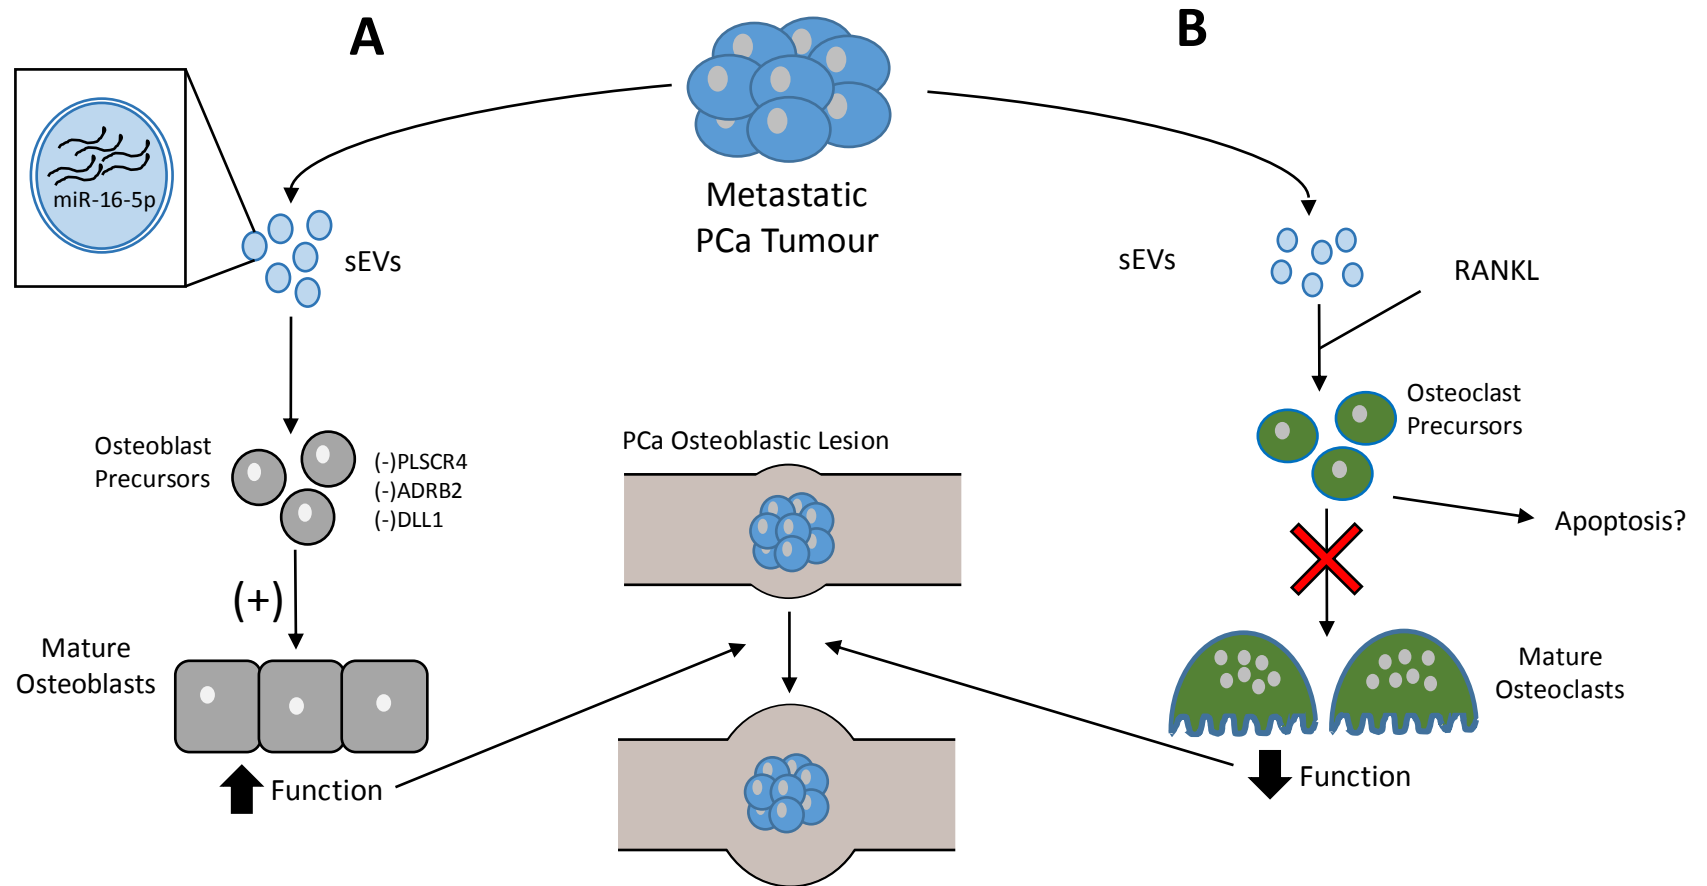 A
B
miR-16-5p
sEVs
Metastatic
PCa Tumour
sEVs
RANKL
Osteoblast
Precursors
(-)PLSCR4
(-)ADRB2
(-)DLL1
PCa Osteoblastic Lesion
Osteoclast
Precursors
Apoptosis?
(+)
Mature
Osteoblasts
Mature
Osteoclasts
Function
Function